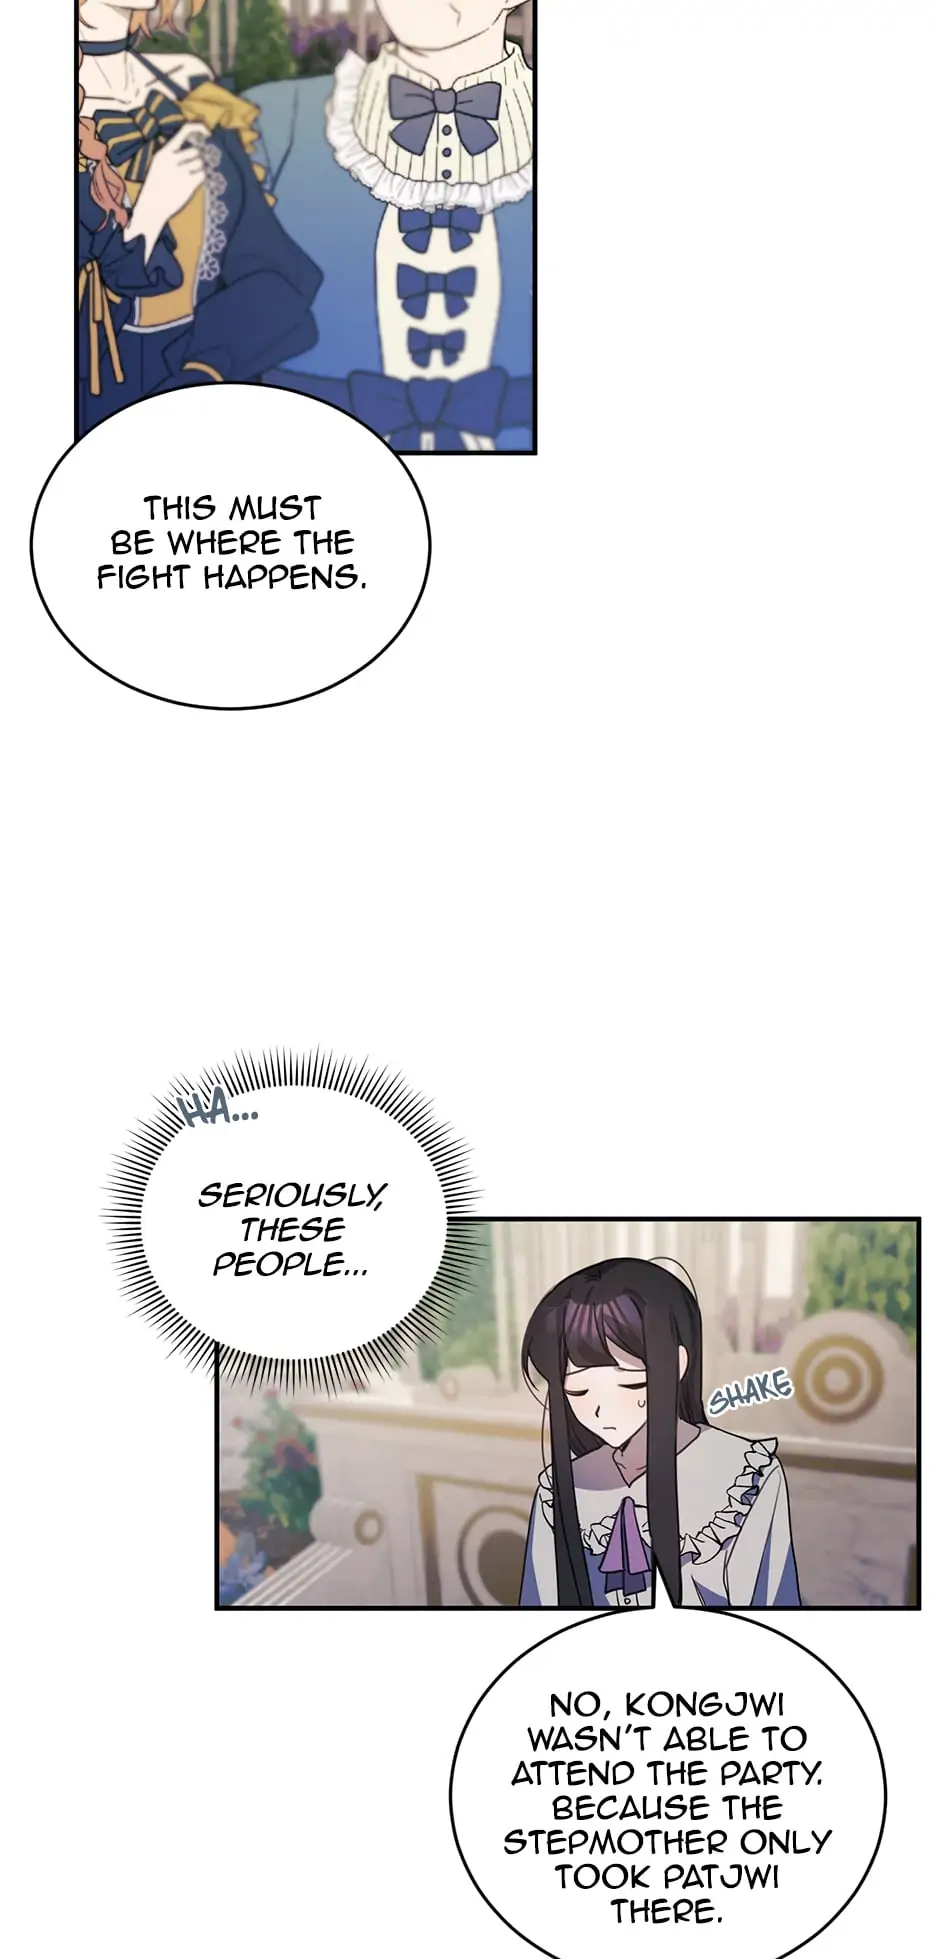 THIS MUST
BE WHERE THE
FIGHT HAPPENS.
HA...
SERIOUSLY,
THESE
PEOPLE...
SHAKE
NO, KONGJWI
WASN'T ABLE TO
ATTEND THE PARTY.
BECAUSE THE
STEPMOTHER ONLY
TOOK PATJWI
THERE.